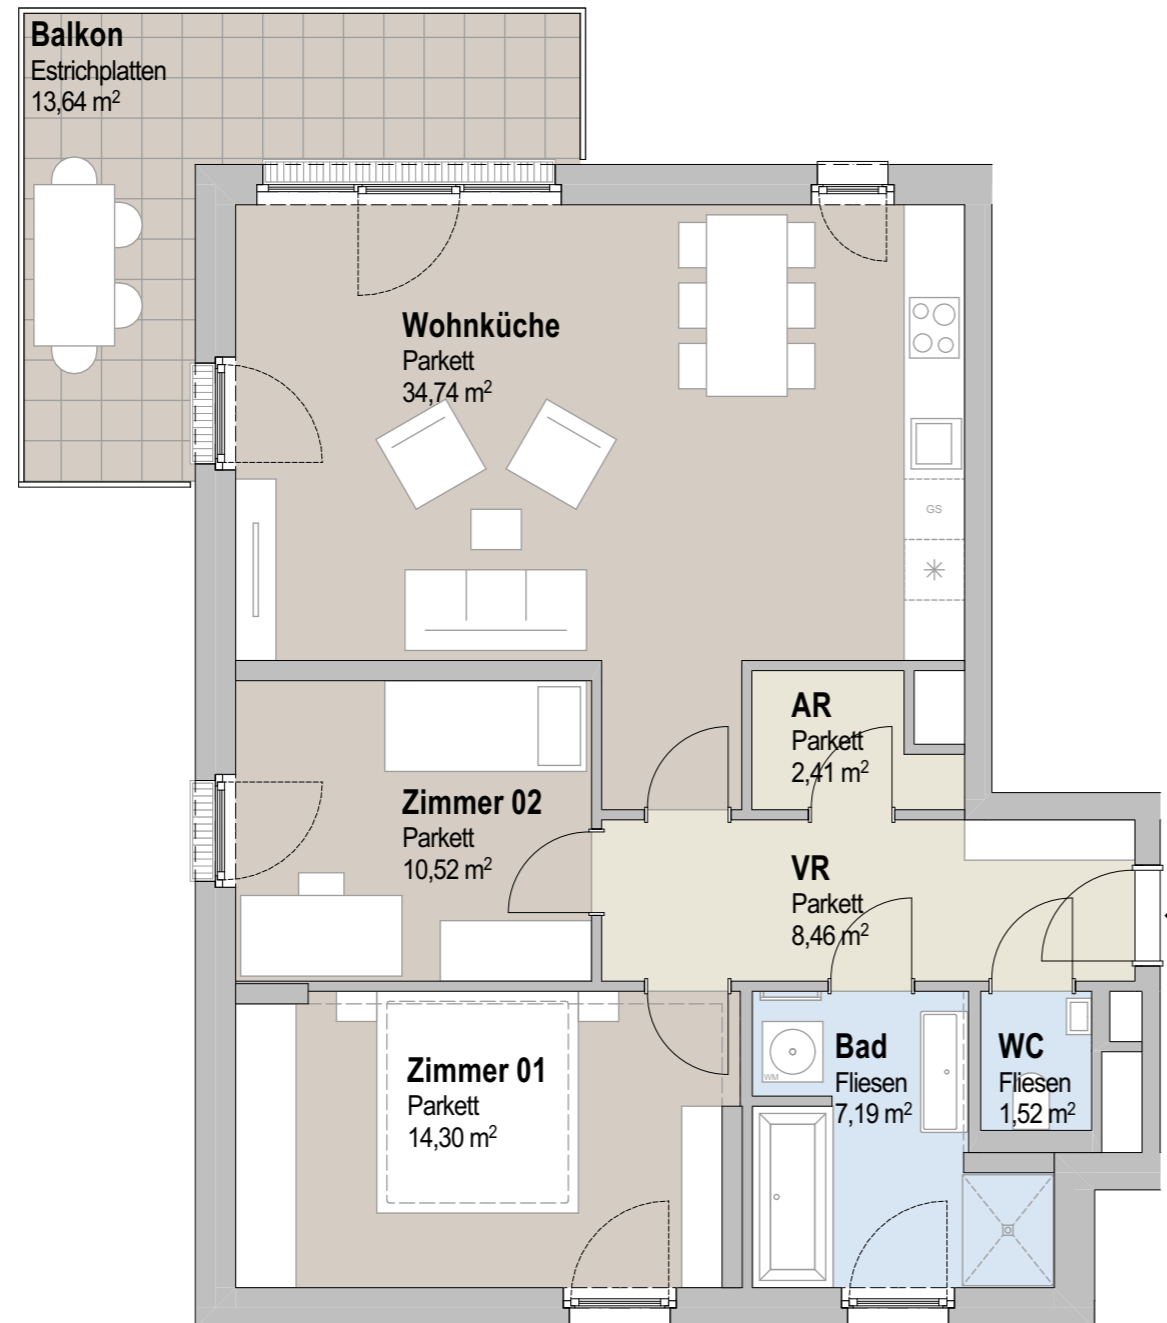 Balkon
Estrichplatten
13,64 m²
Wohnküche
Parkett
34,74 m²
GS
AR
Parkett
2,41 m²
Zimmer 02
Parkett
10,52 m²
VR
Parkett
8,46 m²
Zimmer 01
Parkett
14,30 m²
WM
Bad
Fliesen
7,19 m²
WC
Fliesen
1,52 m²